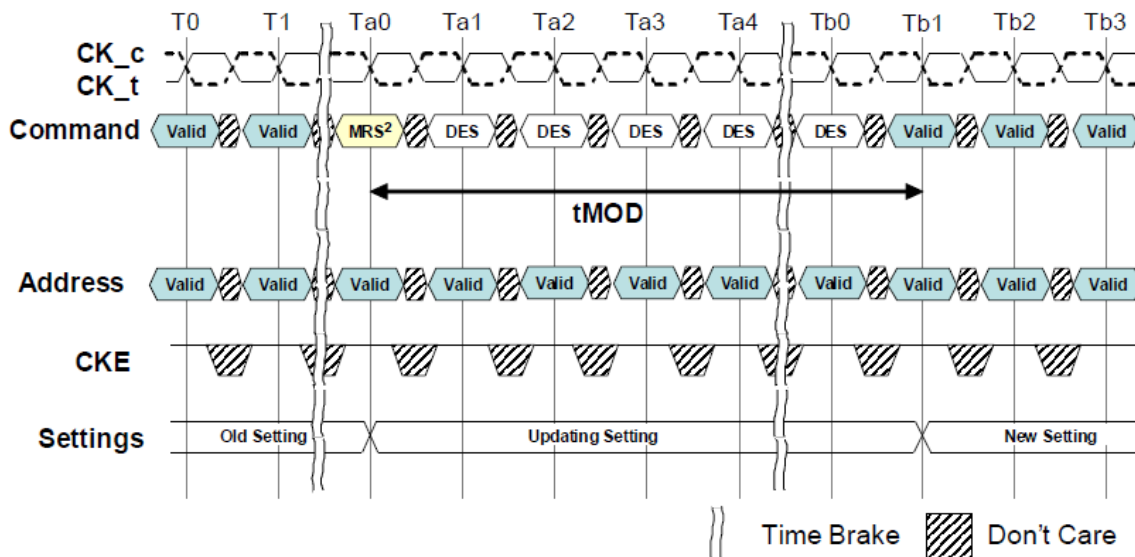 T0 T1 Ta0 Ta1 Ta2 Ta3 Ta4 Tb0 Tb1 Tb2 Tb3
CK_c
CK_t
Command Valid Valid MRS² DES DES DES DES DES Valid Valid Valid
tMOD
Address Valid Valid Valid Valid Valid Valid Valid Valid Valid Valid Valid
CKE
Settings Old Setting Updating Setting New Setting
Time Brake Don't Care